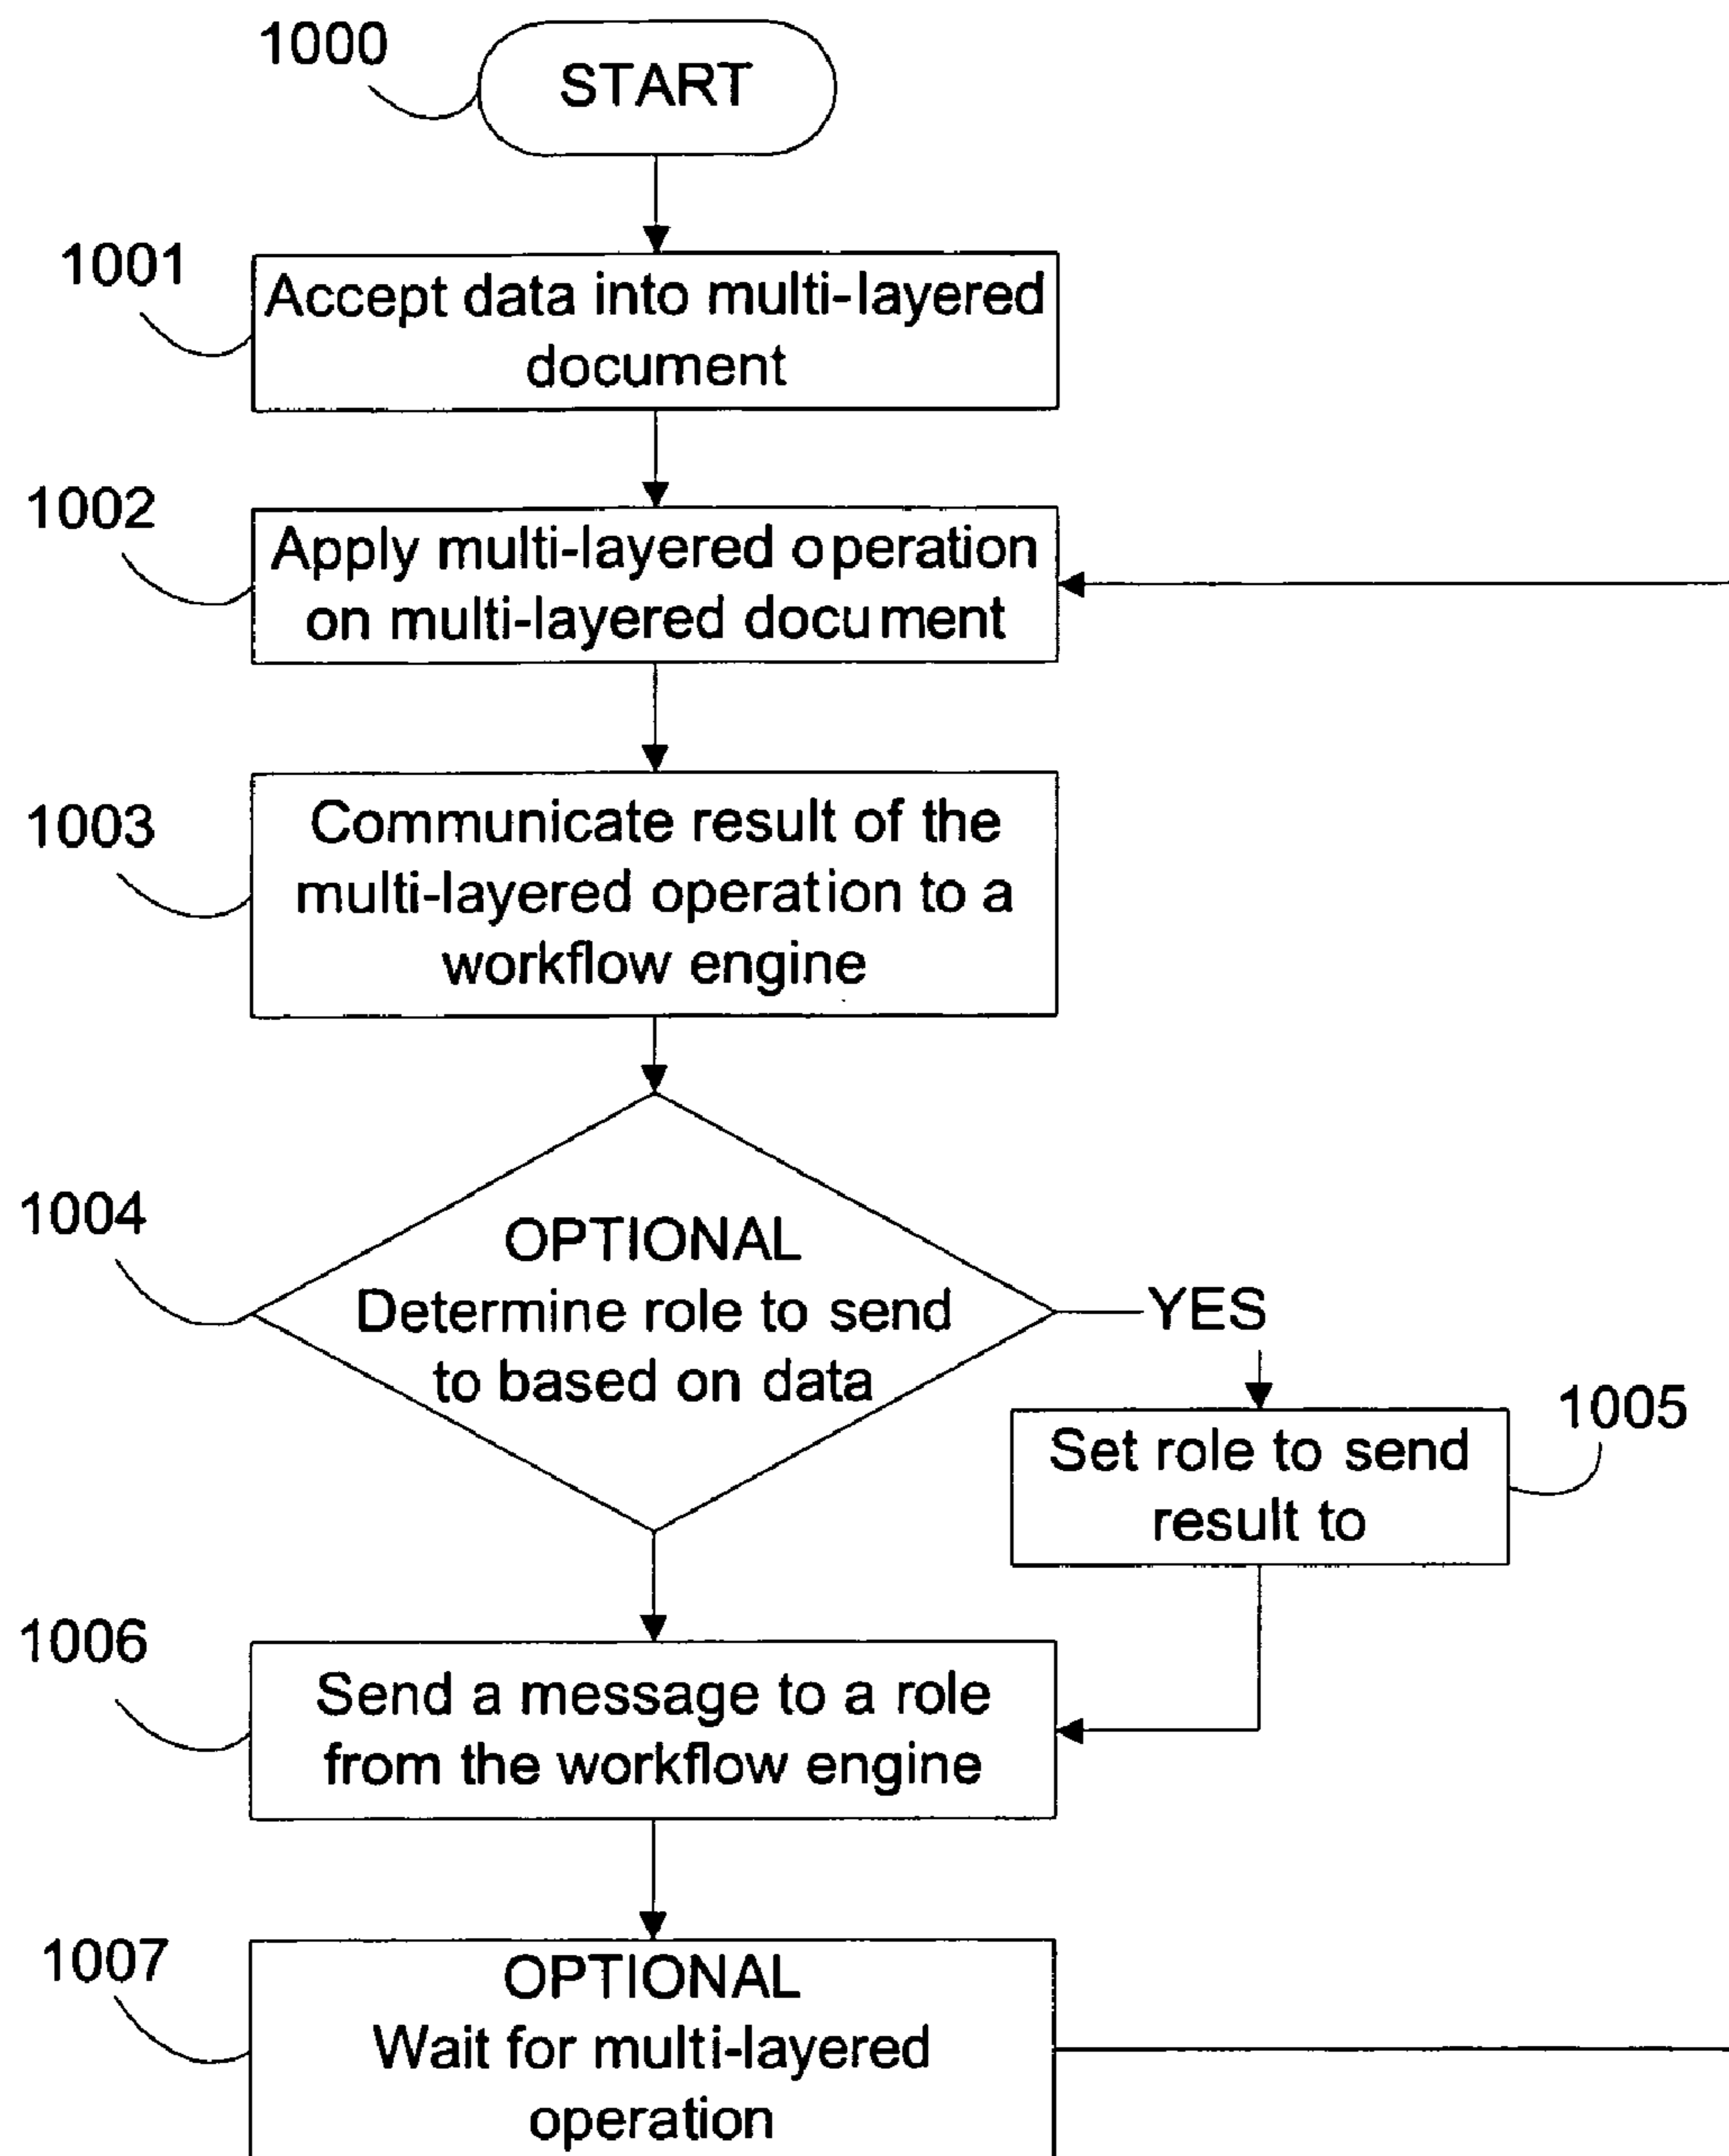 1000
START
1001
Accept data into multi-layered
document
1002
Apply multi-layered operation
on multi-layered document
1003
Communicate result of the
multi-layered operation to a
workflow engine
1004
OPTIONAL
Determine role to send
to based on data
YES
1005
Set role to send
result to
1006
Send a message to a role
from the workflow engine
1007
OPTIONAL
Wait for multi-layered
operation